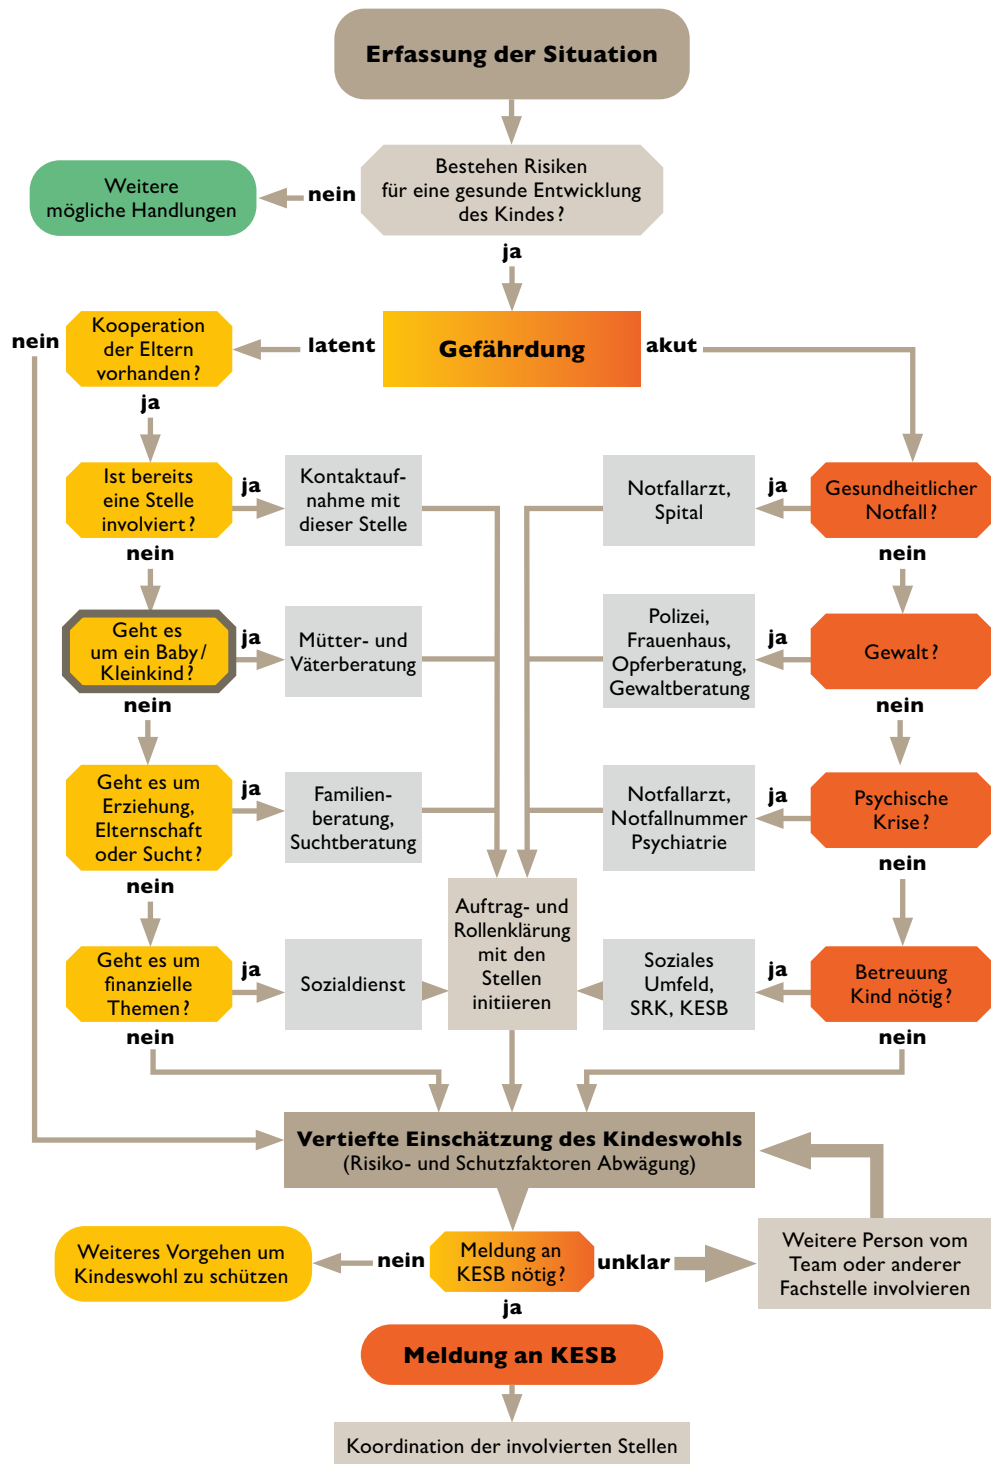 Erfassung der Situation
Bestehen Risiken
für eine gesunde Entwicklung
des Kindes?
nein
Weitere
mögliche Handlungen
ja
Gefährdung
latent
akut
Kooperation
der Eltern
vorhanden?
nein
ja
Ist bereits
eine Stelle
involviert?
ja
Kontaktauf-
nahme mit
dieser Stelle
Notfallarzt,
Spital
ja
Gesundheitlicher
Notfall?
nein
nein
Geht es
um ein Baby/
Kleinkind?
ja
Mütter- und
Väterberatung
Polizei,
Frauenhaus,
Opferberatung,
Gewaltberatung
ja
Gewalt?
nein
nein
Geht es um
Erziehung,
Elternschaft
oder Sucht?
ja
Familien-
beratung,
Suchtberatung
Notfallarzt,
Notfallnummer
Psychiatrie
ja
Psychische
Krise?
nein
nein
Geht es um
finanzielle
Themen?
ja
Sozialdienst
Auftrag- und
Rollenklärung
mit den
Stellen
initiieren
Soziales
Umfeld,
SRK, KESB
ja
Betreuung
Kind nötig?
nein
nein
Vertiefte Einschätzung des Kindeswohls
(Risiko- und Schutzfaktoren Abwägung)
Weiteres Vorgehen um
Kindeswohl zu schützen
nein
Meldung an
KESB nötig?
unklar
Weitere Person vom
Team oder anderer
Fachstelle involvieren
ja
Meldung an KESB
Koordination der involvierten Stellen